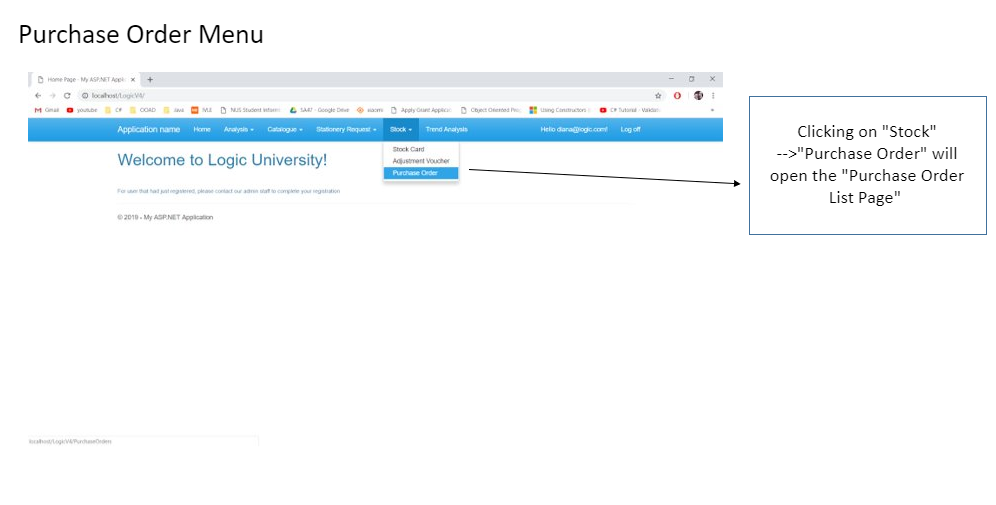 Purchase Order Menu
Home Page - My ASP.NET Applic
localhost/LogicV4/
Gmail youtube C# OOAD Java IVLE NUS Student Inform SA47 - Google Drive xiaomi Apply Grant Applicat Object Oriented Prog Using Constructors C# Tutorial - Validati
Application name Home Analysis Catalogue Stationery Request Stock Trend Analysis Hello diana@logic.com! Log off
Stock Card
Adjustment Voucher
Purchase Order
Welcome to Logic University!
For user that had just registered, please contact our admin staff to complete your registration
© 2019 - My ASP.NET Application
Clicking on "Stock"
-->"Purchase Order" will
open the "Purchase Order
List Page"
localhost/LogicV4/PurchaseOrders